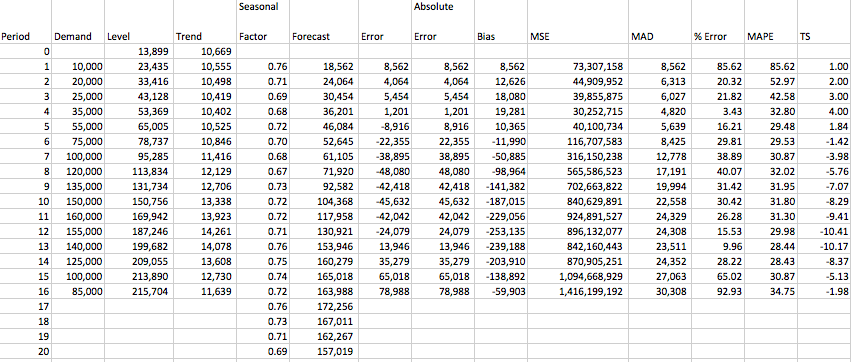 Seasonal Absolute
Period Demand Level Trend Factor Forecast Error Error Bias MSE MAD % Error MAPE TS
0 13,899 10,669
1 10,000 23,435 10,555 0.76 18,562 8,562 8,562 8,562 73,307,158 8,562 85.62 85.62 1.00
2 20,000 33,416 10,498 0.71 24,064 4,064 4,064 12,626 44,909,952 6,313 20.32 52.97 2.00
3 25,000 43,128 10,419 0.69 30,454 5,454 5,454 18,080 39,855,875 6,027 21.82 42.58 3.00
4 35,000 53,369 10,402 0.68 36,201 1,201 1,201 19,281 30,252,715 4,820 3.43 32.80 4.00
5 55,000 65,005 10,525 0.72 46,084 -8,916 8,916 10,365 40,100,734 5,639 16.21 29.48 1.84
6 75,000 78,737 10,846 0.70 52,645 -22,355 22,355 -11,990 116,707,583 8,425 29.81 29.53 -1.42
7 100,000 95,285 11,416 0.68 61,105 -38,895 38,895 -50,885 316,150,238 12,778 38.89 30.87 -3.98
8 120,000 113,834 12,129 0.67 71,920 -48,080 48,080 -98,964 565,586,523 17,191 40.07 32.02 -5.76
9 135,000 131,734 12,706 0.73 92,582 -42,418 42,418 -141,382 702,663,822 19,994 31.42 31.95 -7.07
10 150,000 150,756 13,338 0.72 104,368 -45,632 45,632 -187,015 840,629,891 22,558 30.42 31.80 -8.29
11 160,000 169,942 13,923 0.72 117,958 -42,042 42,042 -229,056 924,891,527 24,329 26.28 31.30 -9.41
12 155,000 187,246 14,261 0.71 130,921 -24,079 24,079 -253,135 896,132,077 24,308 15.53 29.98 -10.41
13 140,000 199,682 14,078 0.76 153,946 13,946 13,946 -239,188 842,160,443 23,511 9.96 28.44 -10.17
14 125,000 209,055 13,608 0.75 160,279 35,279 35,279 -203,910 870,905,251 24,352 28.22 28.43 -8.37
15 100,000 213,890 12,730 0.74 165,018 65,018 65,018 -138,892 1,094,668,929 27,063 65.02 30.87 -5.13
16 85,000 215,704 11,639 0.72 163,988 78,988 78,988 -59,903 1,416,199,192 30,308 92.93 34.75 -1.98
17 0.76 172,256
18 0.73 167,011
19 0.71 162,267
20 0.69 157,019